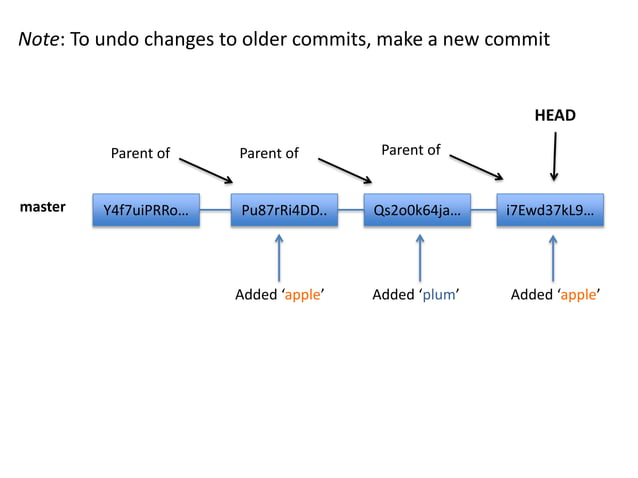 Note: To undo changes to older commits, make a new commit
HEAD
Parent of
Parent of
Parent of
master
Y4f7uiPRRo...
Pu87rRi4DD..
Qs2o0k64ja...
i7Ewd37kL9...
Added ‘apple’
Added ‘plum’
Added ‘apple’